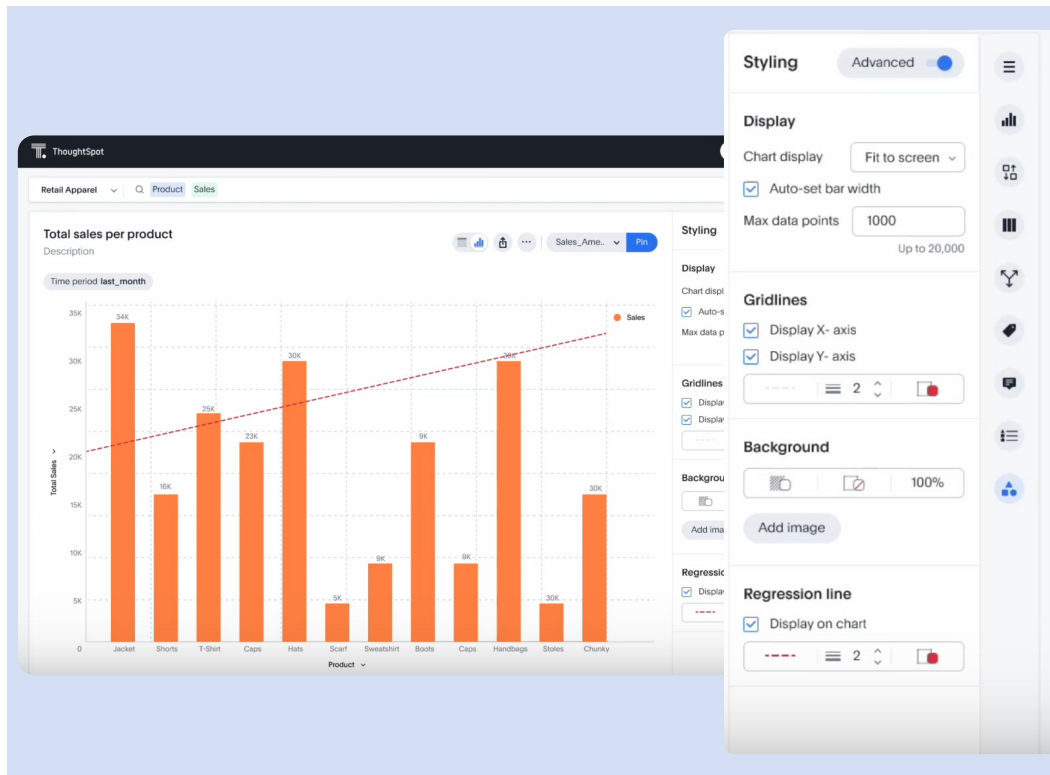 Styling
Advanced
Display
Chart display
Fit to screen
Auto-set bar width
Max data points
1000
Up to 20,000
Gridlines
Display X- axis
Display Y- axis
2
Background
100%
Add image
Regression line
Display on chart
2
ThoughtSpot
Retail Apparel
Product Sales
Total sales per product
Description
Sales_Ame..
Pin
Time period last_month
Sales
35K
30K
25K
20K
15K
10K
5K
0
Total Sales
34K
16K
25K
23K
30K
5K
9K
9K
9K
30K
30K
30K
Jacket Shorts T-Shirt Caps Hats Scarf Sweatshirt Boots Caps Handbags Stoles Chunky
Product
Styling
Display
Chart displ
Auto-s
Max data p
Gridlines
Display
Display
Backgrou
Add ima
Regressic
Display